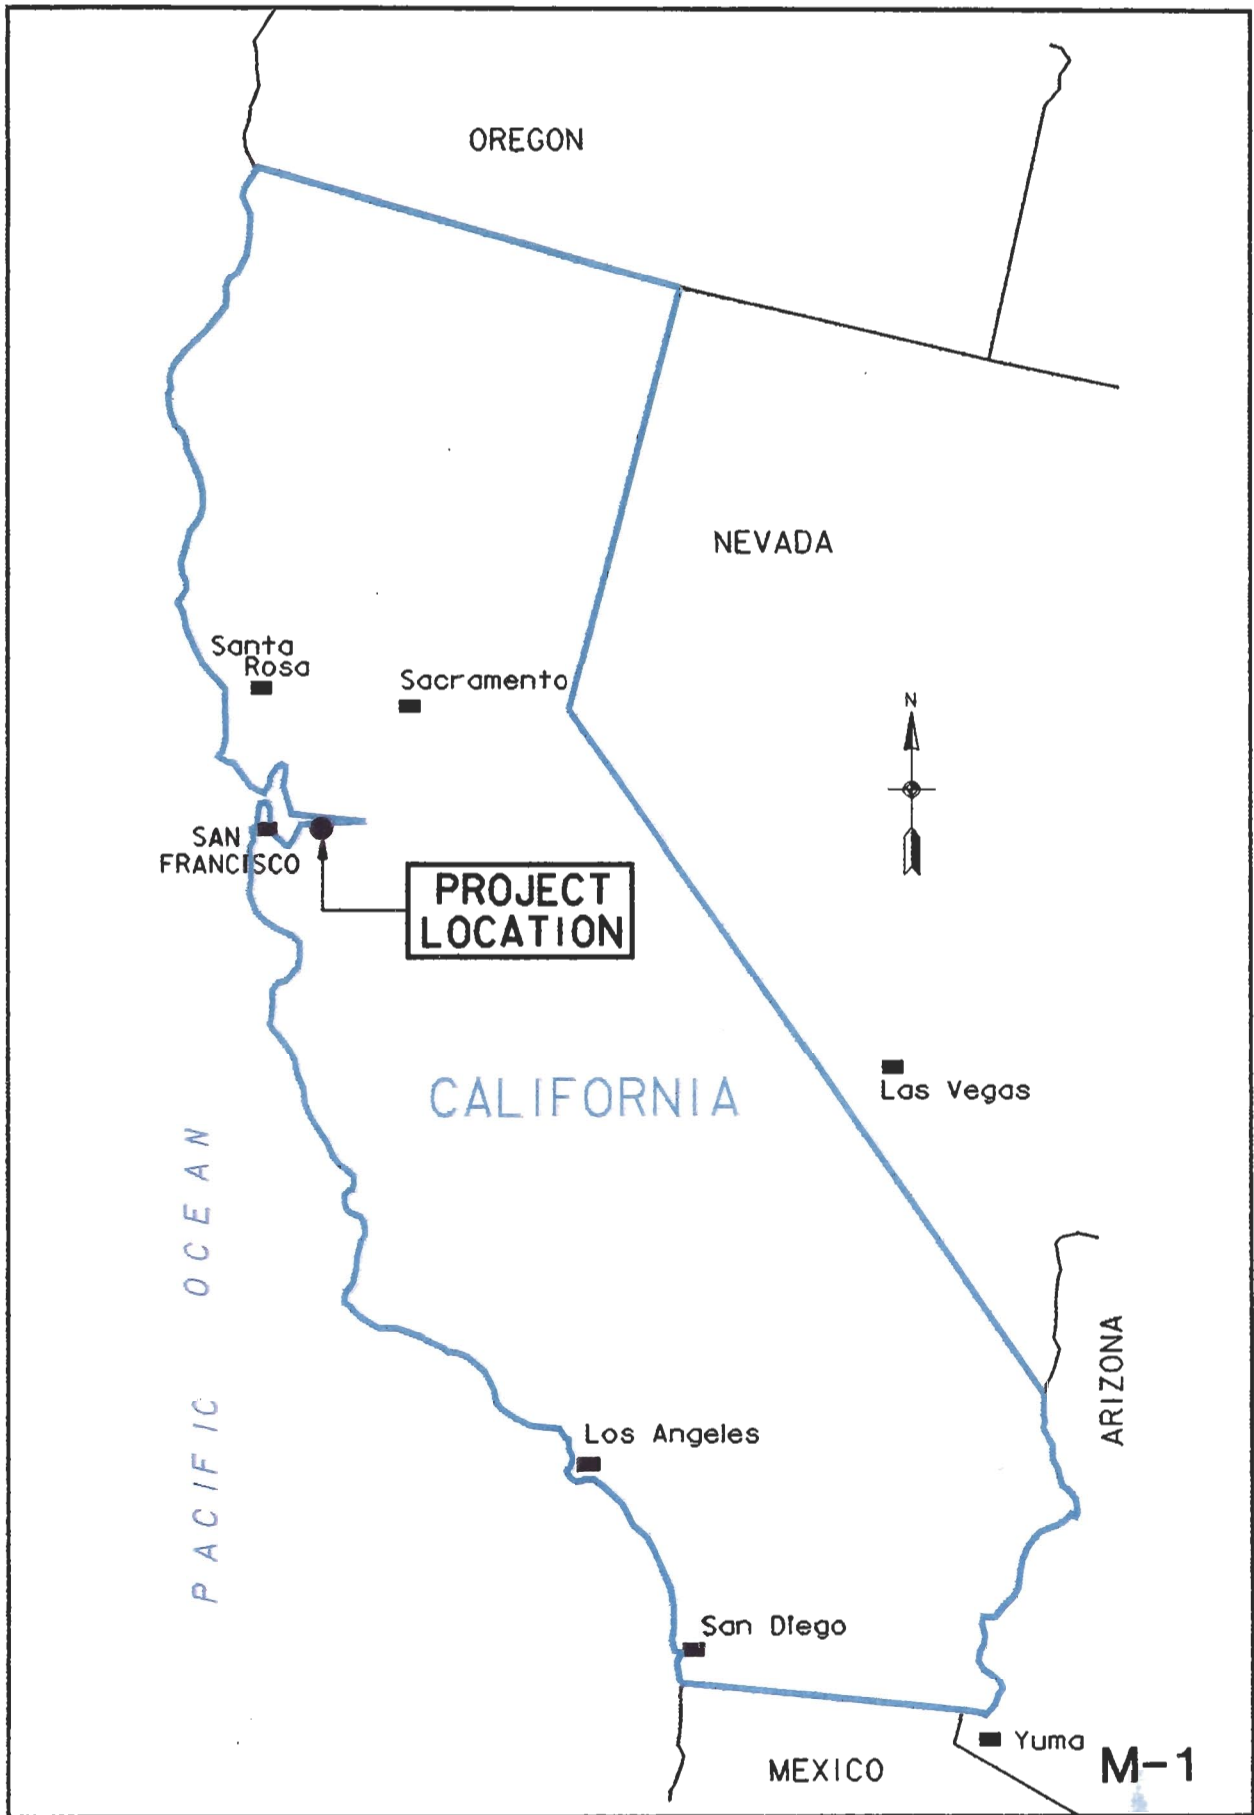 OREGON
NEVADA
Santa
Rosa
Sacramento
N
SAN
FRANCISCO
PROJECT
LOCATION
Las Vegas
CALIFORNIA
PACIFIC OCEAN
ARIZONA
Los Angeles
San Diego
Yuma
MEXICO
M-1